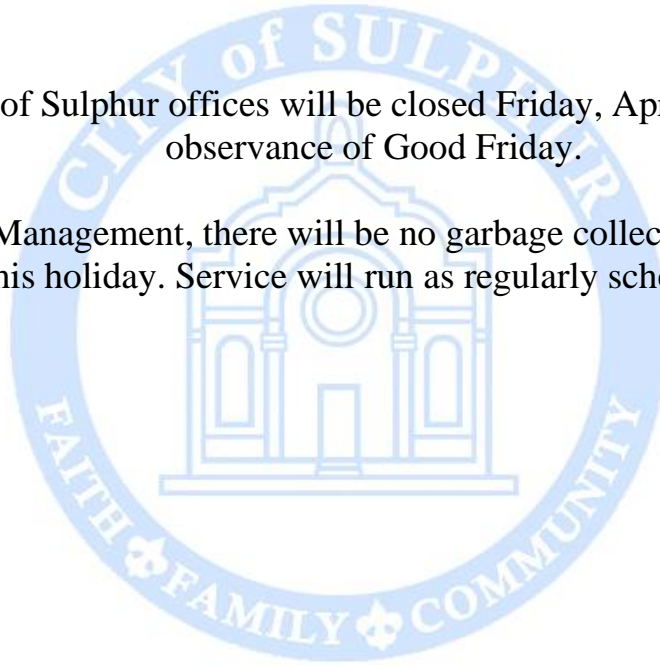 CITY of SULPHUR
of Sulphur offices will be closed Friday, Apr
observance of Good Friday.
Management, there will be no garbage collec
his holiday. Service will run as regularly sch
FAITH FAMILY COMMUNITY